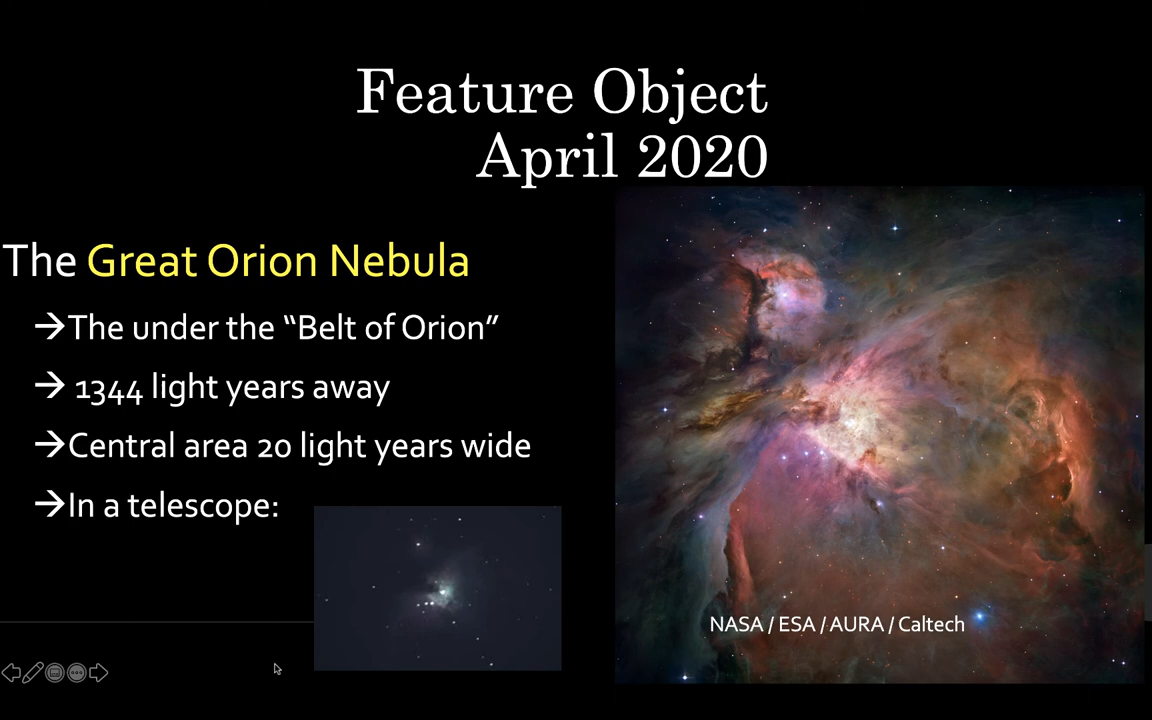 Feature Object
April 2020
The Great Orion Nebula
→The under the “Belt of Orion”
→ 1344 light years away
→Central area 20 light years wide
→In a telescope:
NASA / ESA / AURA / Caltech